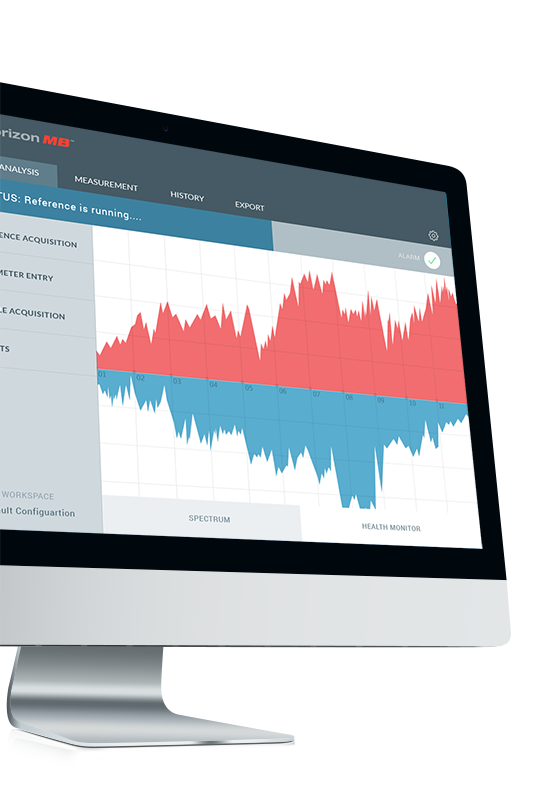 rizon MB™
ANALYSIS
MEASUREMENT
HISTORY
EXPORT
TUS: Reference is running....
ALARM
ENCE ACQUISITION
METER ENTRY
LE ACQUISITION
TS
01 02 03 04 05 06 07 08 09 10 11
WORKSPACE
ult Configuartion
SPECTRUM
HEALTH MONITOR